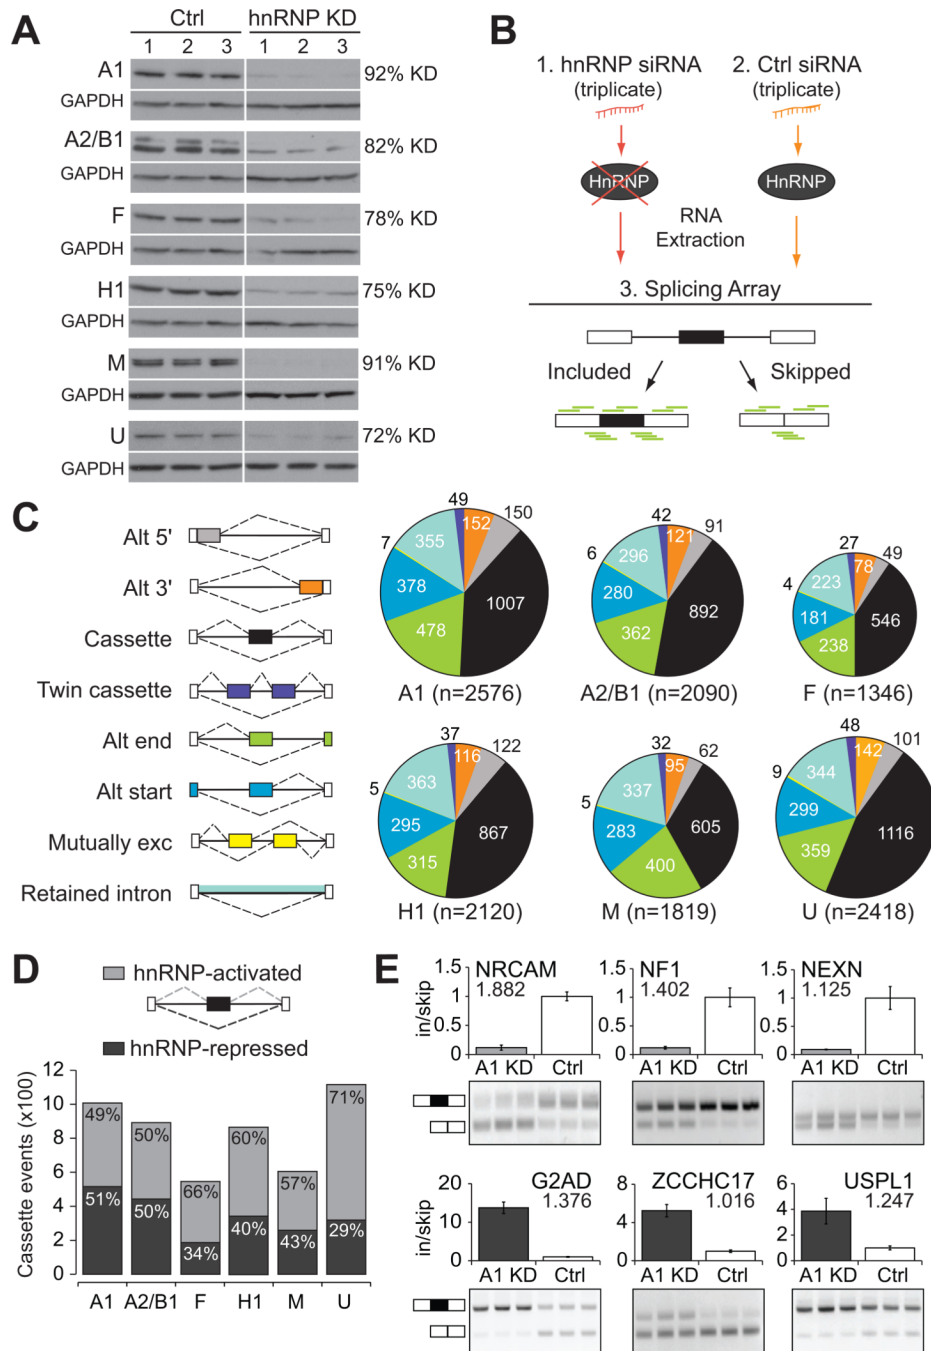 A
Ctrl hnRNP KD
1 2 3 1 2 3
A1 92% KD
GAPDH
A2/B1 82% KD
GAPDH
F 78% KD
GAPDH
H1 75% KD
GAPDH
M 91% KD
GAPDH
U 72% KD
GAPDH
B
1. hnRNP siRNA 2. Ctrl siRNA
(triplicate) (triplicate)
HnRNP HnRNP
RNA
Extraction
3. Splicing Array
Included Skipped
C
Alt 5'
Alt 3'
Cassette
Twin cassette
Alt end
Alt start
Mutually exc
Retained intron
49 152 150
7 355
378 1007
478
A1 (n=2576)
42 121 91
6 296
280 892
362
A2/B1 (n=2090)
27 78 49
4 223
181 546
238
F (n=1346)
37 116 122
5 363
295 867
315
H1 (n=2120)
32 95 62
5 337
283 605
400
M (n=1819)
48 142 101
9 344
299 1116
359
U (n=2418)
D
hnRNP-activated
hnRNP-repressed
Cassette events (x100)
12
10
8
6
4
2
0
49% 50% 66% 60% 57% 71%
51% 50% 34% 40% 43% 29%
A1 A2/B1 F H1 M U
E
in/skip
1.5
1
0.5
0
NRCAM
1.882
A1 KD Ctrl
1.5
1
0.5
0
NF1
1.402
A1 KD Ctrl
1.5
1
0.5
0
NEXN
1.125
A1 KD Ctrl
in/skip
20
10
0
G2AD
1.376
A1 KD Ctrl
8
4
0
ZCCHC17
1.016
A1 KD Ctrl
6
4
2
0
USPL1
1.247
A1 KD Ctrl